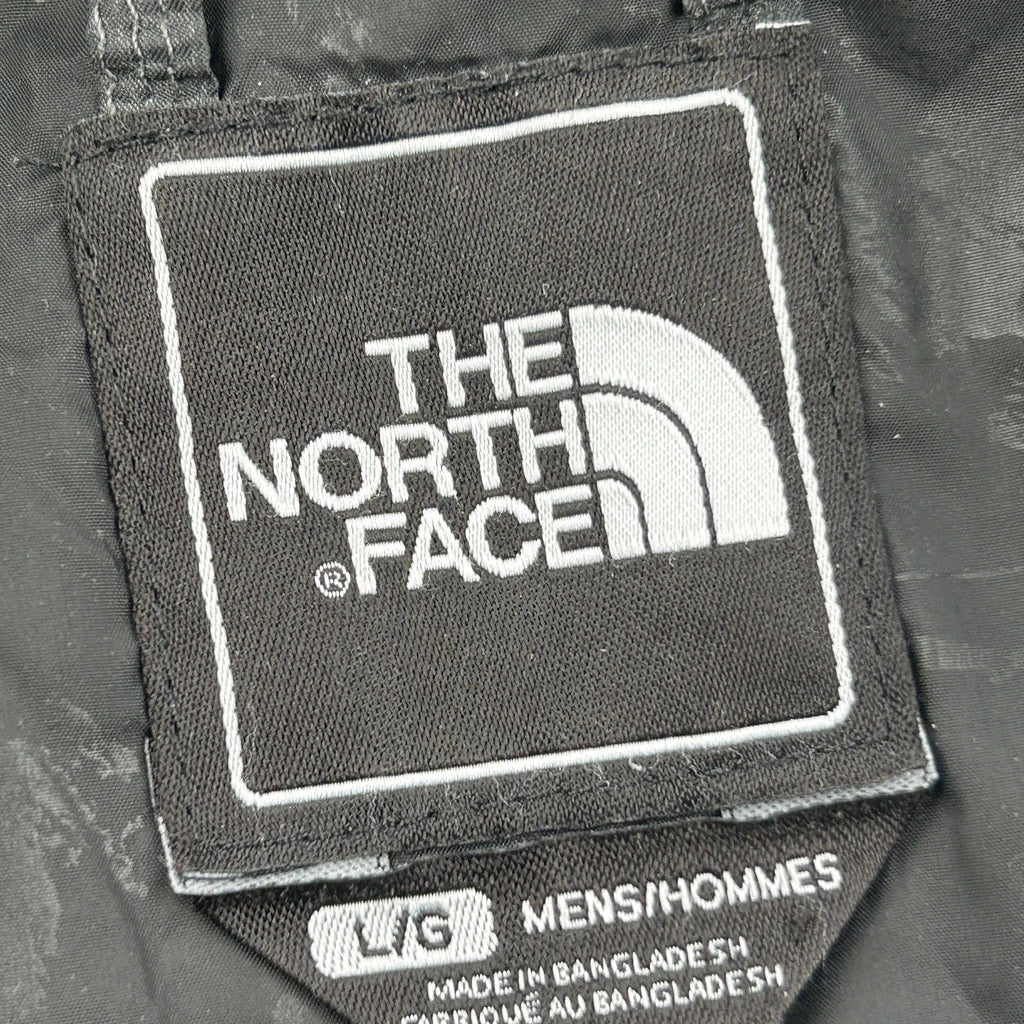 THE
NORTH
FACE
®
L/G MENS/HOMMES
MADE IN BANGLADESH
FABRIQUÉ AU BANGLADESH